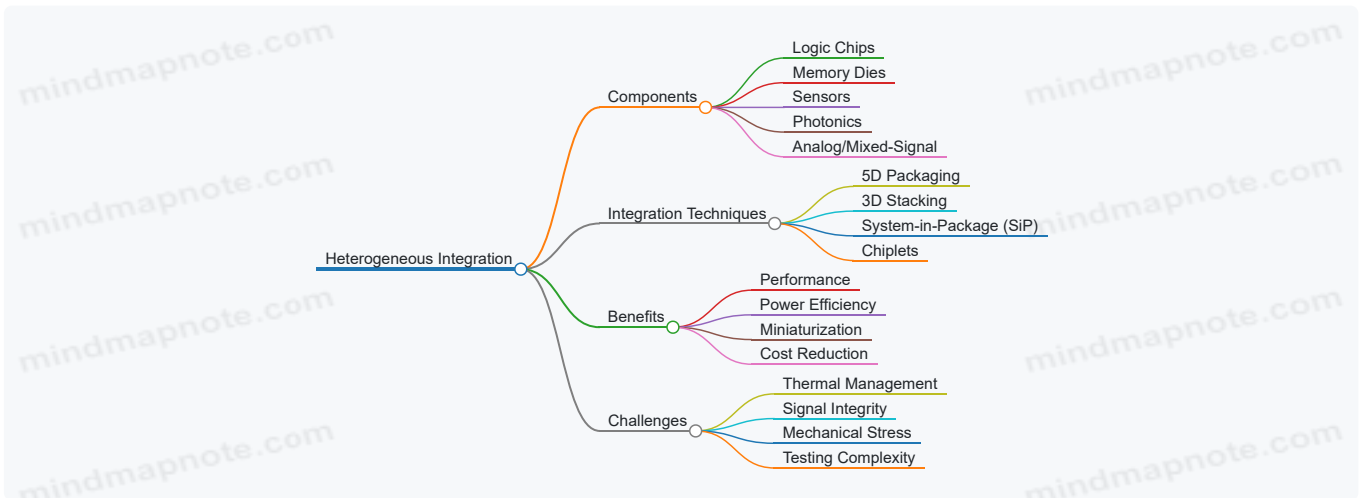 Heterogeneous Integration
Components
Logic Chips
Memory Dies
Sensors
Photonics
Analog/Mixed-Signal
Integration Techniques
5D Packaging
3D Stacking
System-in-Package (SiP)
Chiplets
Benefits
Performance
Power Efficiency
Miniaturization
Cost Reduction
Challenges
Thermal Management
Signal Integrity
Mechanical Stress
Testing Complexity
mindmapnote.com
mindmapnote.com
mindmapnote.com
mindmapnote.com
mindmapnote.com
mindmapnote.com
mindmapnote.com
mindmapnote.com